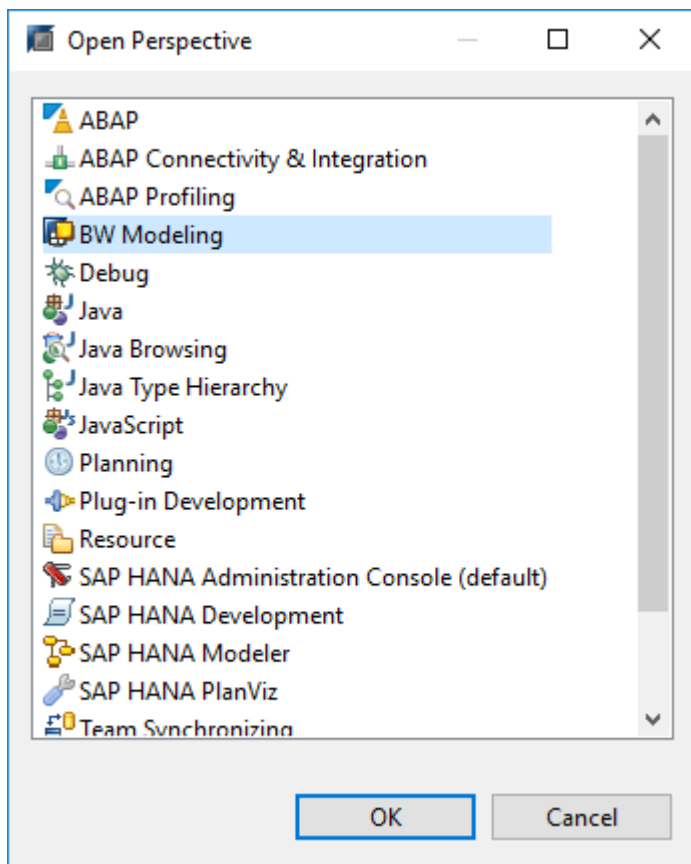 Open Perspective
ABAP
ABAP Connectivity & Integration
ABAP Profiling
BW Modeling
Debug
Java
Java Browsing
Java Type Hierarchy
JavaScript
Planning
Plug-in Development
Resource
SAP HANA Administration Console (default)
SAP HANA Development
SAP HANA Modeler
SAP HANA PlanViz
Team Synchronizing
OK
Cancel